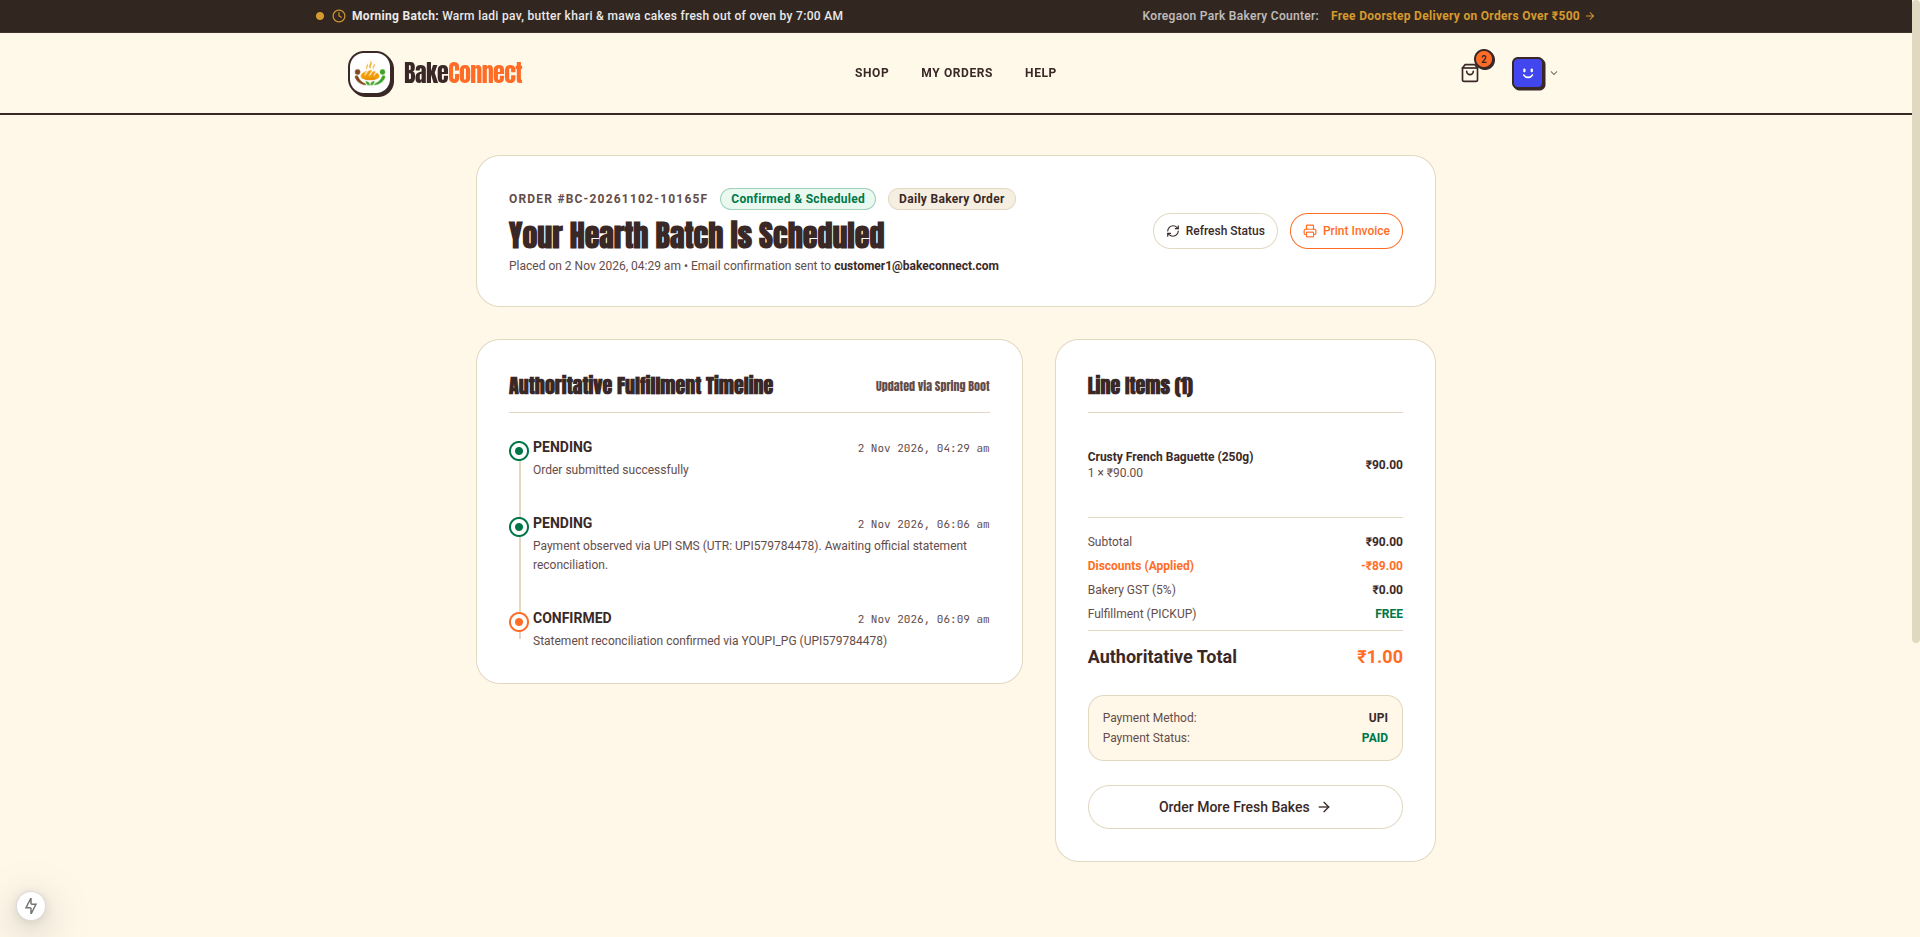 Morning Batch: Warm ladi pav, butter khari & mawa cakes fresh out of oven by 7:00 AM
Koregaon Park Bakery Counter: Free Doorstep Delivery on Orders Over ₹500 →
BakeConnect
SHOP
MY ORDERS
HELP
2
ORDER #BC-20261102-10165F
Confirmed & Scheduled
Daily Bakery Order
Your Hearth Batch is Scheduled
Placed on 2 Nov 2026, 04:29 am • Email confirmation sent to customer1@bakeconnect.com
Refresh Status
Print Invoice
Authoritative Fulfillment Timeline
Updated via Spring Boot
PENDING
2 Nov 2026, 04:29 am
Order submitted successfully
PENDING
2 Nov 2026, 06:06 am
Payment observed via UPI SMS (UTR: UPI579784478). Awaiting official statement
reconciliation.
CONFIRMED
2 Nov 2026, 06:09 am
Statement reconciliation confirmed via YOUPI_PG (UPI579784478)
Line Items (1)
Crusty French Baguette (250g)
1 × ₹90.00
₹90.00
Subtotal ₹90.00
Discounts (Applied) -₹89.00
Bakery GST (5%) ₹0.00
Fulfillment (PICKUP) FREE
Authoritative Total ₹1.00
Payment Method: UPI
Payment Status: PAID
Order More Fresh Bakes →